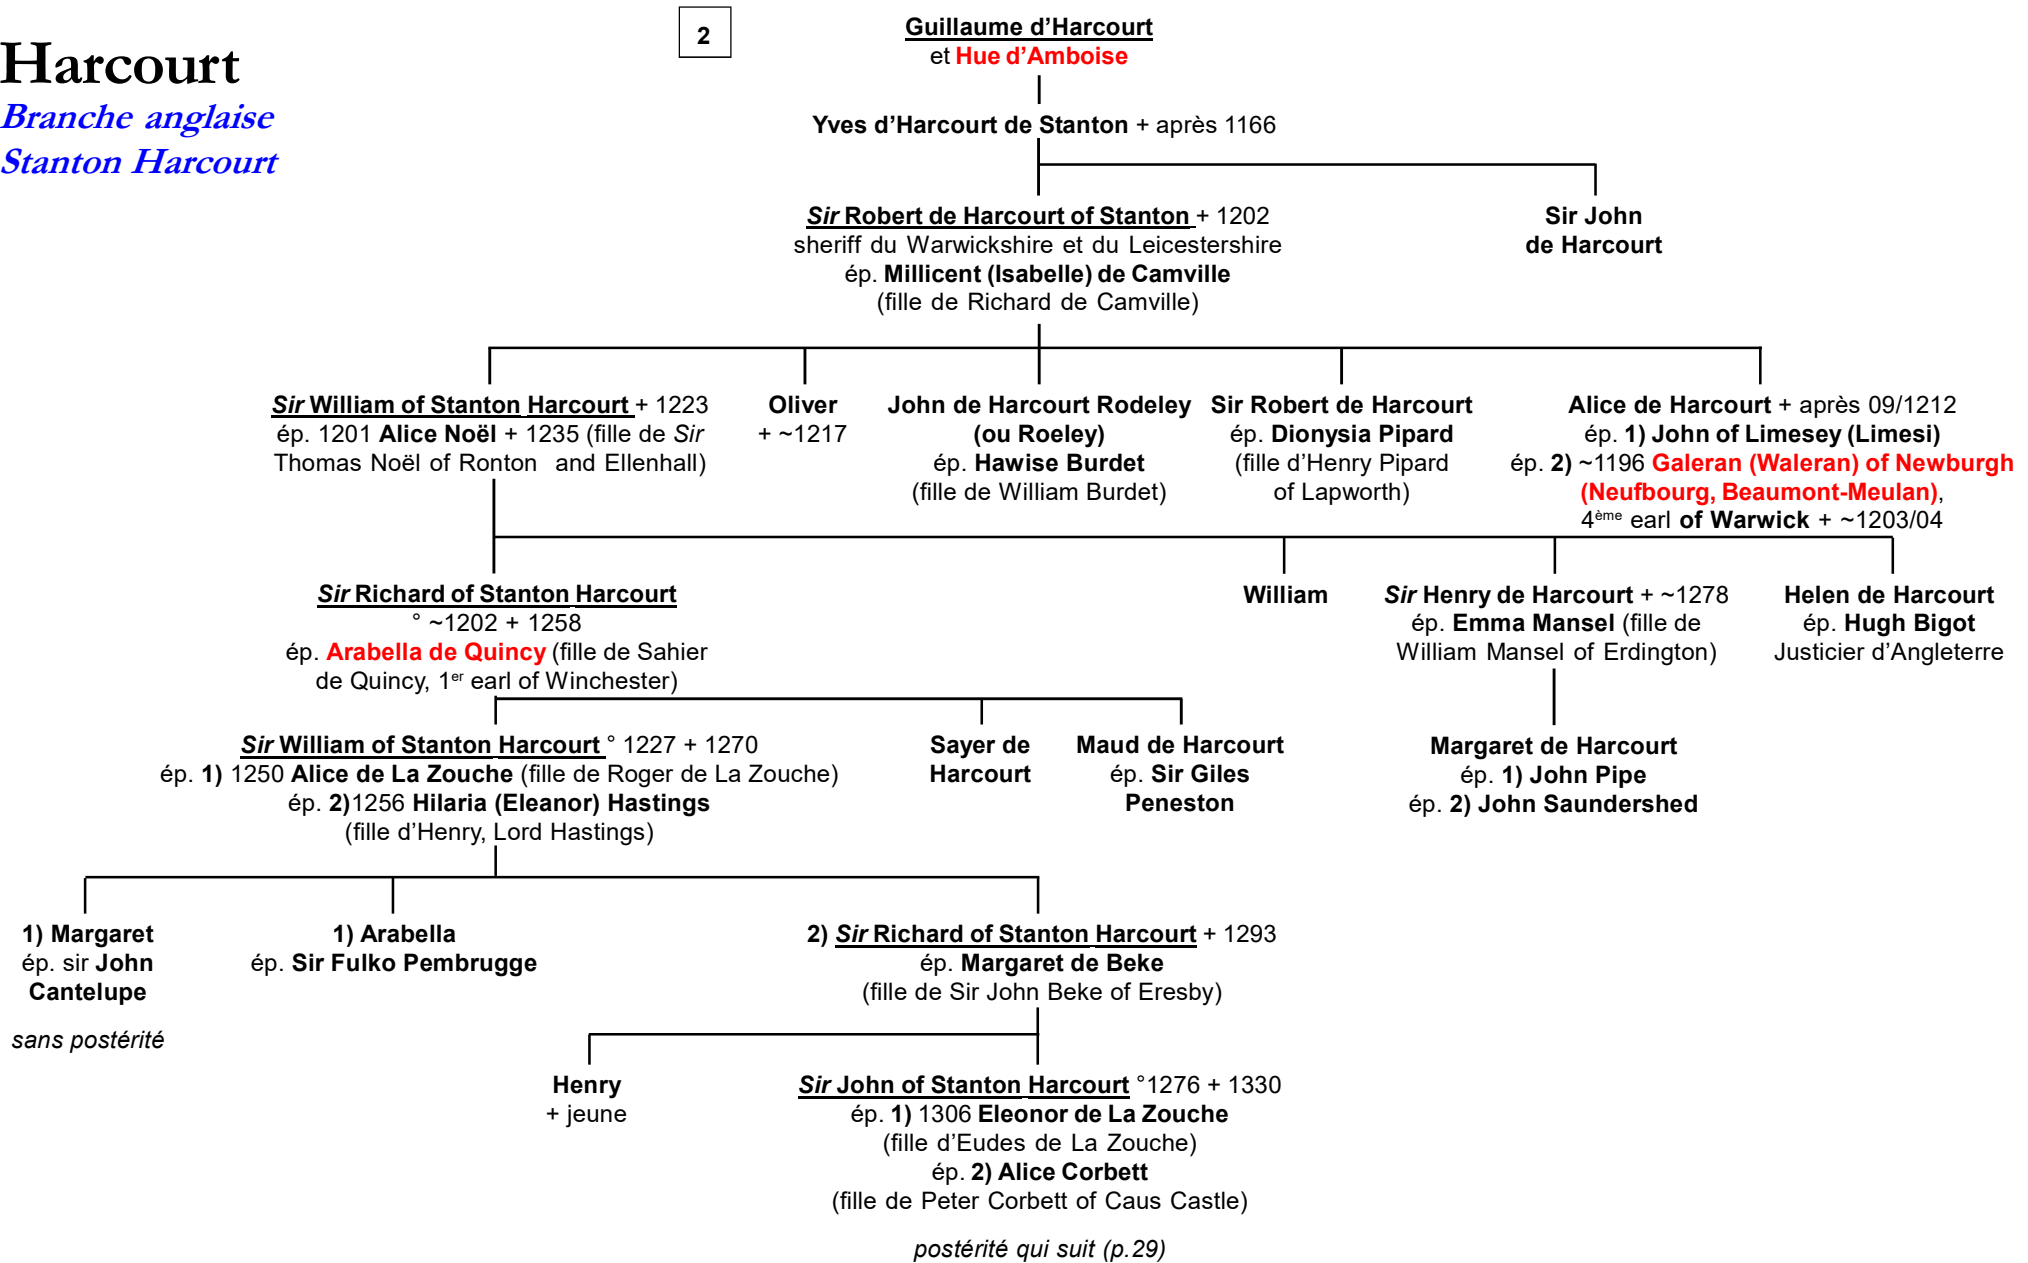 Harcourt
Branche anglaise
Stanton Harcourt
2
Guillaume d’Harcourt
et Hue d’Amboise
Yves d’Harcourt de Stanton + après 1166
Sir Robert de Harcourt of Stanton + 1202
sheriff du Warwickshire et du Leicestershire
ép. Millicent (Isabelle) de Camville
(fille de Richard de Camville)
Sir John
de Harcourt
Sir William of Stanton Harcourt + 1223
ép. 1201 Alice Noël + 1235 (fille de Sir
Thomas Noël of Ronton and Ellenhall)
Oliver
+ ~1217
John de Harcourt Rodeley
(ou Roeley)
ép. Hawise Burdet
(fille de William Burdet)
Sir Robert de Harcourt
ép. Dionysia Pipard
(fille d’Henry Pipard
of Lapworth)
Alice de Harcourt + après 09/1212
ép. 1) John of Limesey (Limesi)
ép. 2) ~1196 Galeran (Waleran) of Newburgh
(Neufbourg, Beaumont-Meulan),
4ème earl of Warwick + ~1203/04
Sir Richard of Stanton Harcourt
° ~1202 + 1258
ép. Arabella de Quincy (fille de Sahier
de Quincy, 1er earl of Winchester)
William
Sir Henry de Harcourt + ~1278
ép. Emma Mansel (fille de
William Mansel of Erdington)
Helen de Harcourt
ép. Hugh Bigot
Justicier d’Angleterre
Sir William of Stanton Harcourt ° 1227 + 1270
ép. 1) 1250 Alice de La Zouche (fille de Roger de La Zouche)
ép. 2)1256 Hilaria (Eleanor) Hastings
(fille d’Henry, Lord Hastings)
Sayer de
Harcourt
Maud de Harcourt
ép. Sir Giles
Peneston
Margaret de Harcourt
ép. 1) John Pipe
ép. 2) John Saundershed
1) Margaret
ép. sir John
Cantelupe
sans postérité
1) Arabella
ép. Sir Fulko Pembrugge
2) Sir Richard of Stanton Harcourt + 1293
ép. Margaret de Beke
(fille de Sir John Beke of Eresby)
Henry
+ jeune
Sir John of Stanton Harcourt °1276 + 1330
ép. 1) 1306 Eleonor de La Zouche
(fille d’Eudes de La Zouche)
ép. 2) Alice Corbett
(fille de Peter Corbett of Caus Castle)
postérité qui suit (p.29)